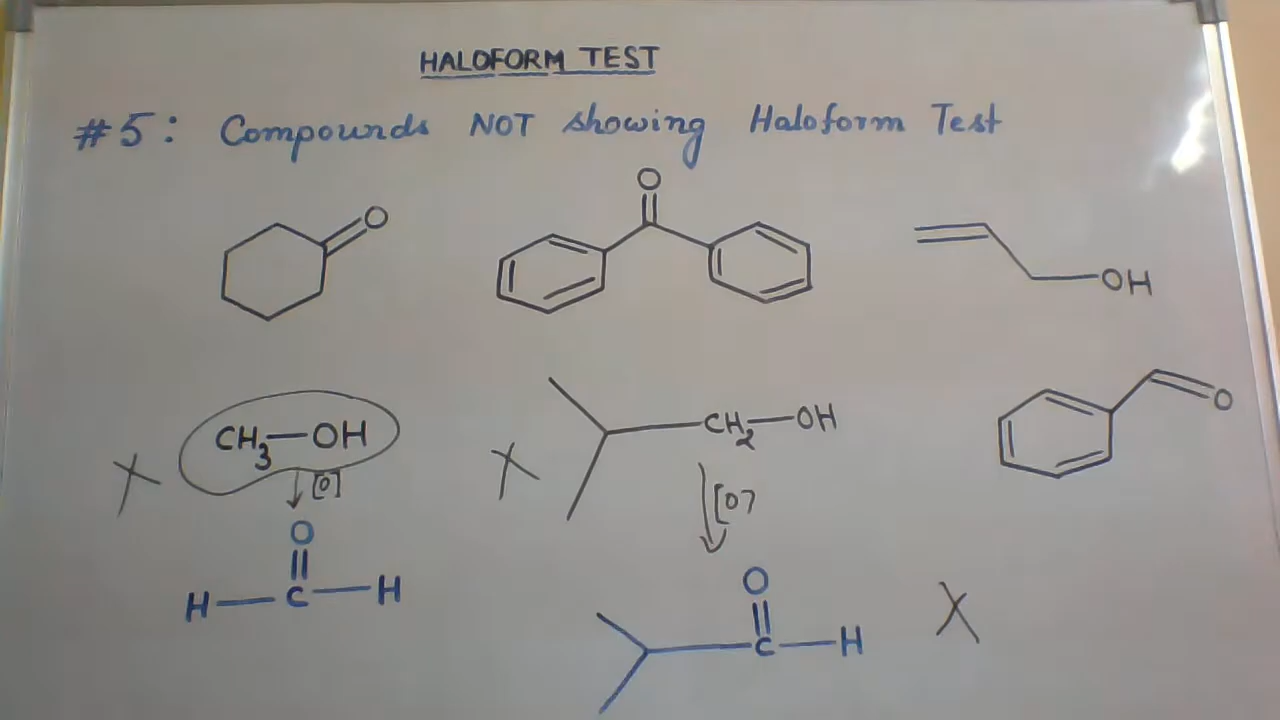 HALOFORM TEST
#5: Compounds NOT showing Haloform Test
O
O
OH
O
CH3—OH
CH2—OH
X
X
[O]
[O]
O
H—C—H
O
C—H
X